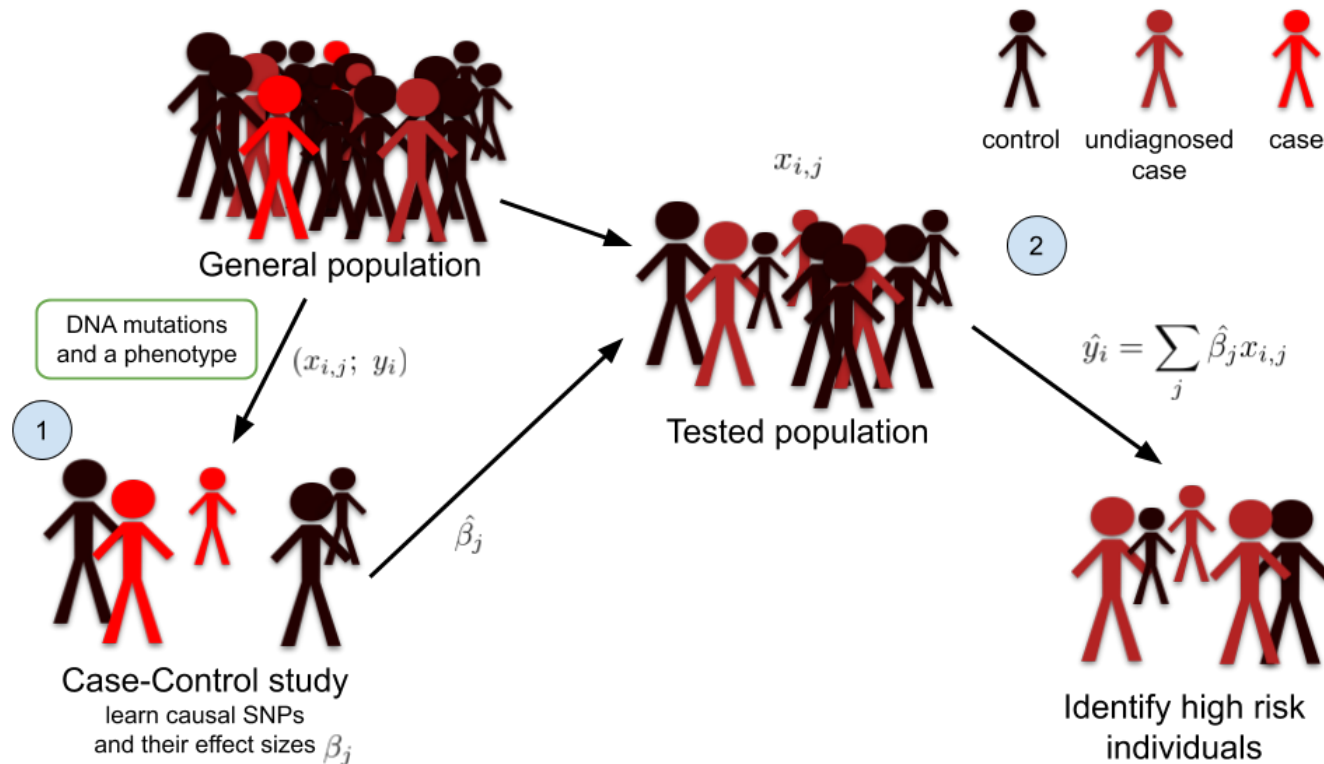 control
undiagnosed
case
case
General population
x_{i,j}
2
DNA mutations
and a phenotype
(x_{i,j}; y_i)
ŷ_i = ∑_j β̂_j x_{i,j}
1
Tested population
β̂_j
Case-Control study
learn causal SNPs
and their effect sizes β_j
Identify high risk
individuals